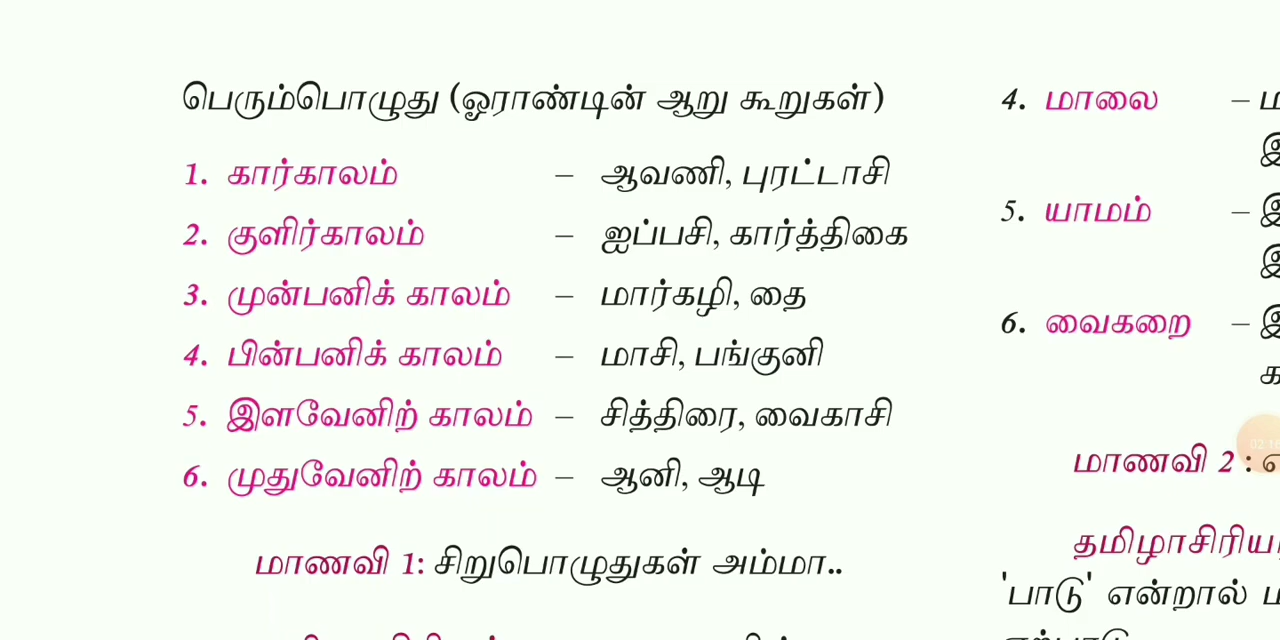 பெரும்பொழுது (ஓராண்டின் ஆறு கூறுகள்)
1. கார்காலம் – ஆவணி, புரட்டாசி
2. குளிர்காலம் – ஐப்பசி, கார்த்திகை
3. முன்பனிக் காலம் – மார்கழி, தை
4. பின்பனிக் காலம் – மாசி, பங்குனி
5. இளவேனிற் காலம் – சித்திரை, வைகாசி
6. முதுவேனிற் காலம் – ஆனி, ஆடி
மாணவி 1: சிறுபொழுதுகள் அம்மா..
4. மாலை –
5. யாமம் –
6. வைகறை –
02:16
மாணவி 2 :
'பாடு' என்றால்